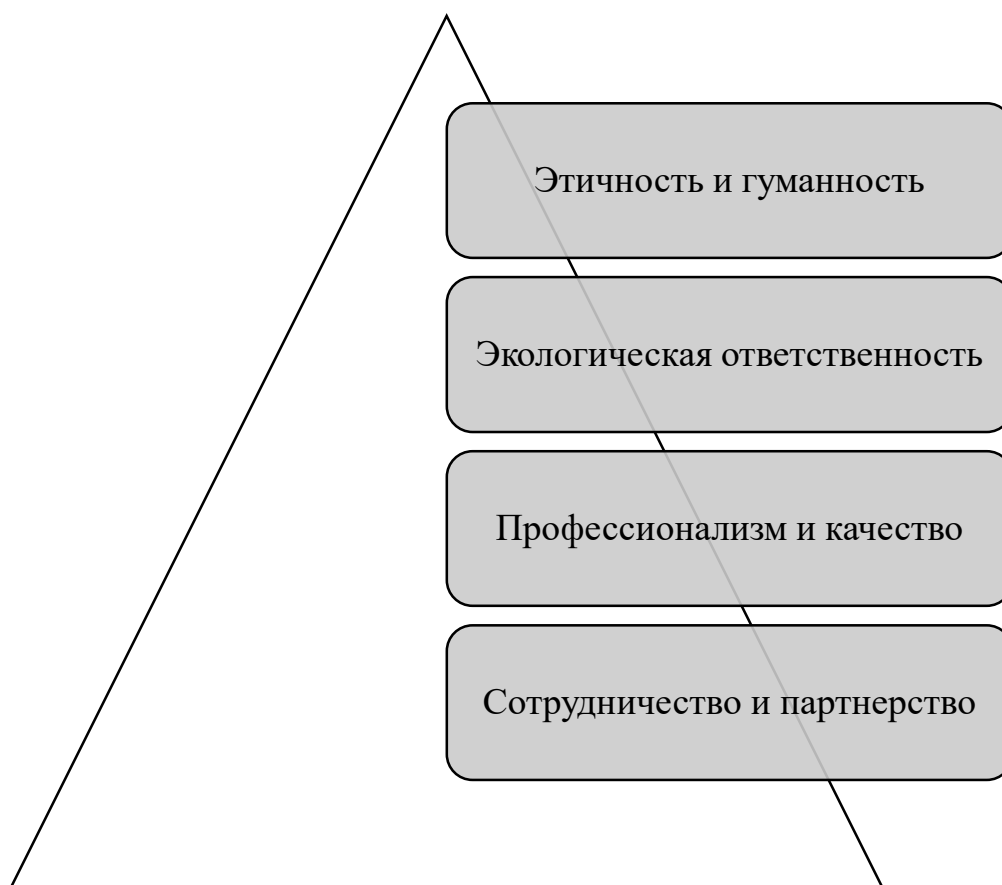 Этичность и гуманность
Экологическая ответственность
Профессионализм и качество
Сотрудничество и партнерство